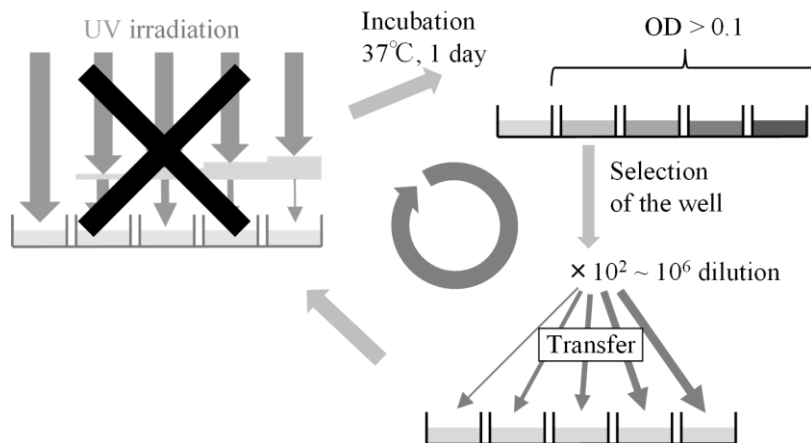 UV irradiation
Incubation
37℃, 1 day
OD > 0.1
Selection
of the well
× 10² ~ 10⁶ dilution
Transfer